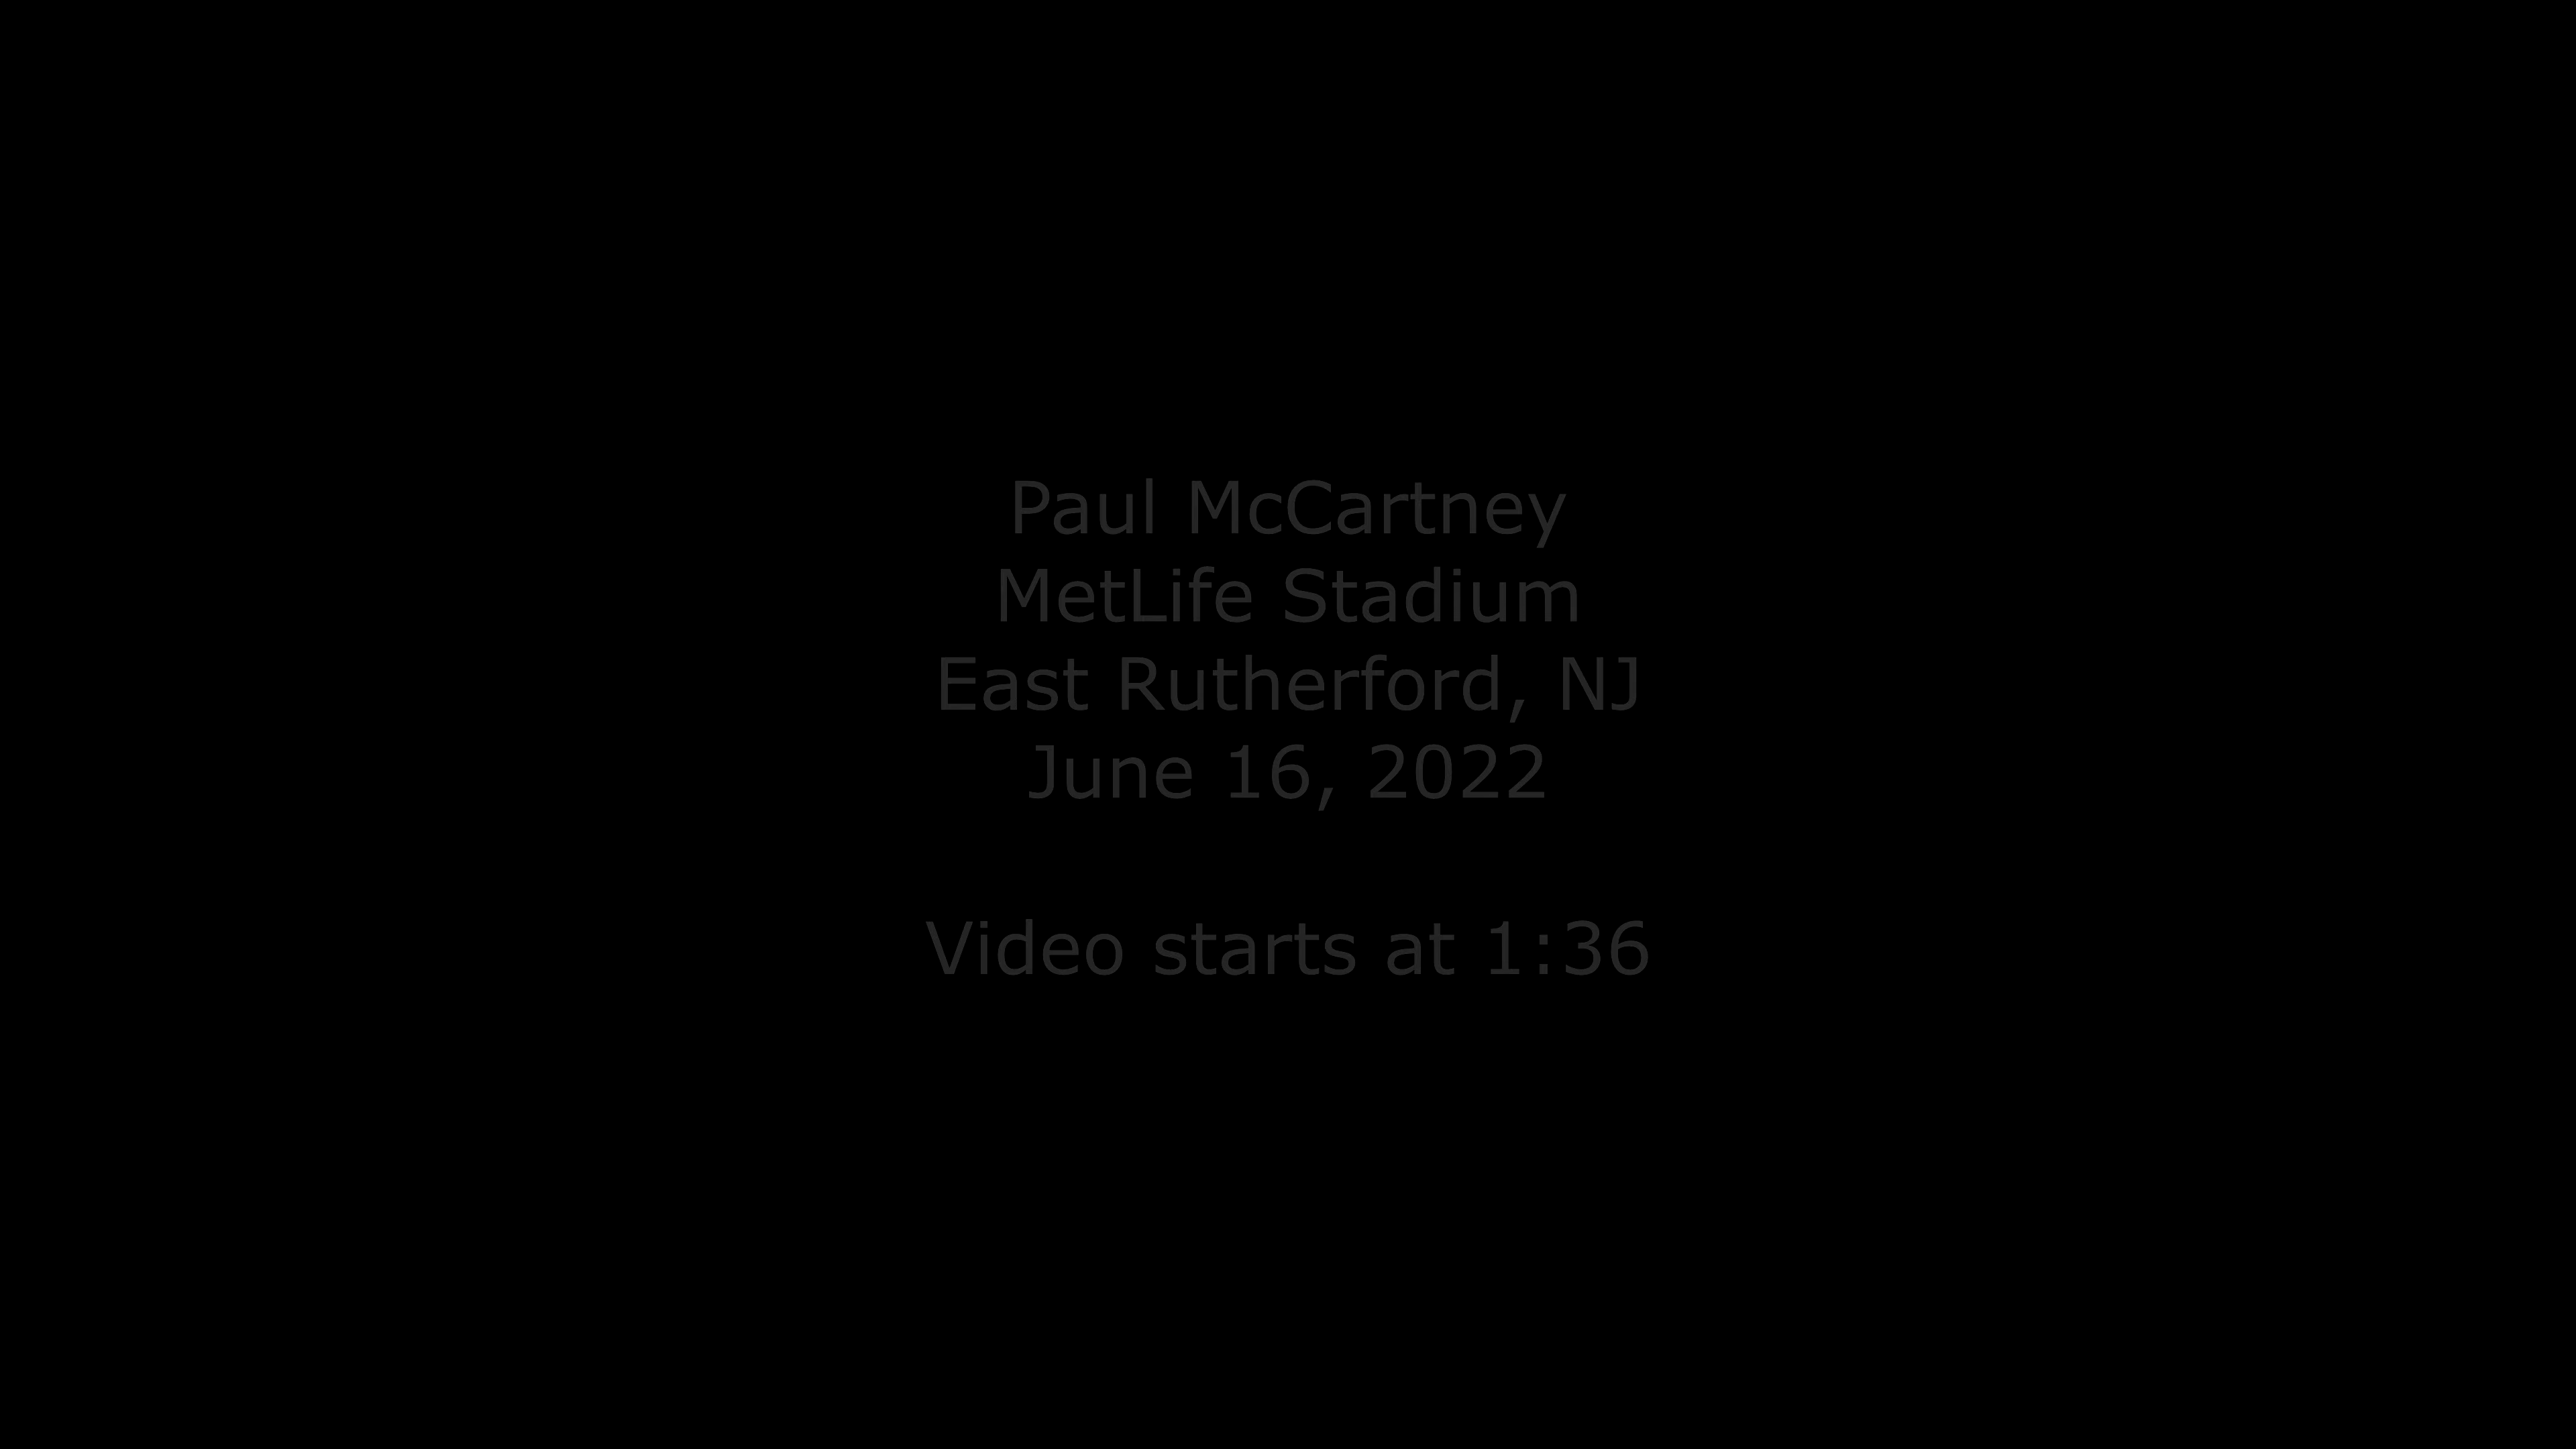 Paul McCartney
MetLife Stadium
East Rutherford, NJ
June 16, 2022
Video starts at 1:36